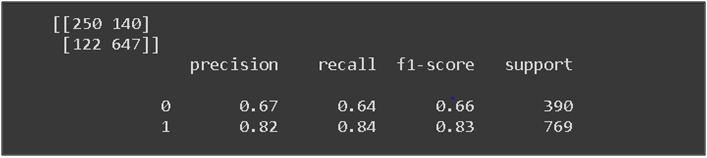 [[250 140]
[122 647]]
precision recall f1-score support
0 0.67 0.64 0.66 390
1 0.82 0.84 0.83 769